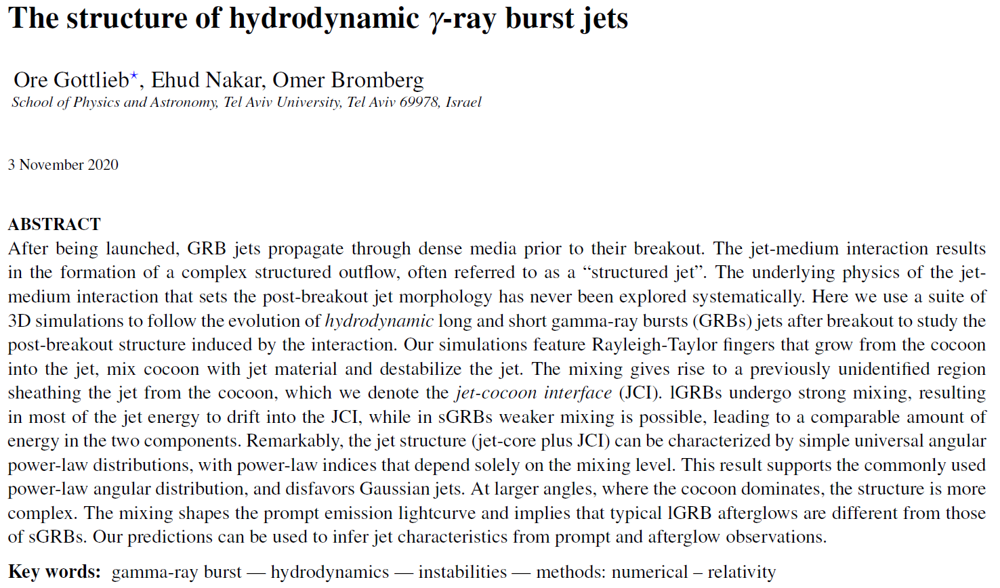 The structure of hydrodynamic γ-ray burst jets
Ore Gottlieb⋆, Ehud Nakar, Omer Bromberg
School of Physics and Astronomy, Tel Aviv University, Tel Aviv 69978, Israel
3 November 2020
ABSTRACT
After being launched, GRB jets propagate through dense media prior to their breakout. The jet-medium interaction results
in the formation of a complex structured outflow, often referred to as a “structured jet”. The underlying physics of the jet-
medium interaction that sets the post-breakout jet morphology has never been explored systematically. Here we use a suite of
3D simulations to follow the evolution of hydrodynamic long and short gamma-ray bursts (GRBs) jets after breakout to study the
post-breakout structure induced by the interaction. Our simulations feature Rayleigh-Taylor fingers that grow from the cocoon
into the jet, mix cocoon with jet material and destabilize the jet. The mixing gives rise to a previously unidentified region
sheathing the jet from the cocoon, which we denote the jet-cocoon interface (JCI). lGRBs undergo strong mixing, resulting
in most of the jet energy to drift into the JCI, while in sGRBs weaker mixing is possible, leading to a comparable amount of
energy in the two components. Remarkably, the jet structure (jet-core plus JCI) can be characterized by simple universal angular
power-law distributions, with power-law indices that depend solely on the mixing level. This result supports the commonly used
power-law angular distribution, and disfavors Gaussian jets. At larger angles, where the cocoon dominates, the structure is more
complex. The mixing shapes the prompt emission lightcurve and implies that typical lGRB afterglows are different from those
of sGRBs. Our predictions can be used to infer jet characteristics from prompt and afterglow observations.
Key words: gamma-ray burst — hydrodynamics — instabilities — methods: numerical – relativity